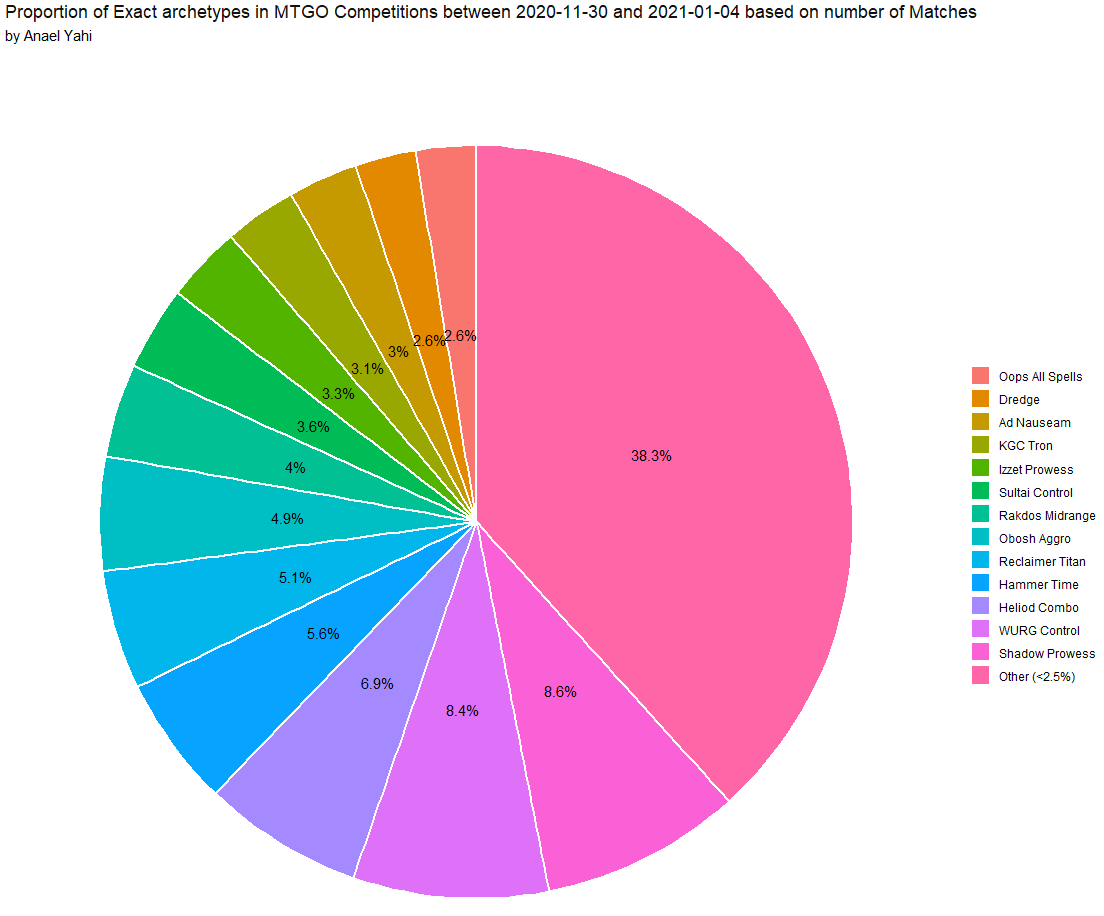 Proportion of Exact archetypes in MTGO Competitions between 2020-11-30 and 2021-01-04 based on number of Matches
by Anael Yahi
2.6%
2.6%
3%
3.1%
3.3%
3.6%
4%
4.9%
5.1%
5.6%
6.9%
8.4%
8.6%
38.3%
Oops All Spells
Dredge
Ad Nauseam
KGC Tron
Izzet Prowess
Sultai Control
Rakdos Midrange
Obosh Aggro
Reclaimer Titan
Hammer Time
Heliod Combo
WURG Control
Shadow Prowess
Other (<2.5%)